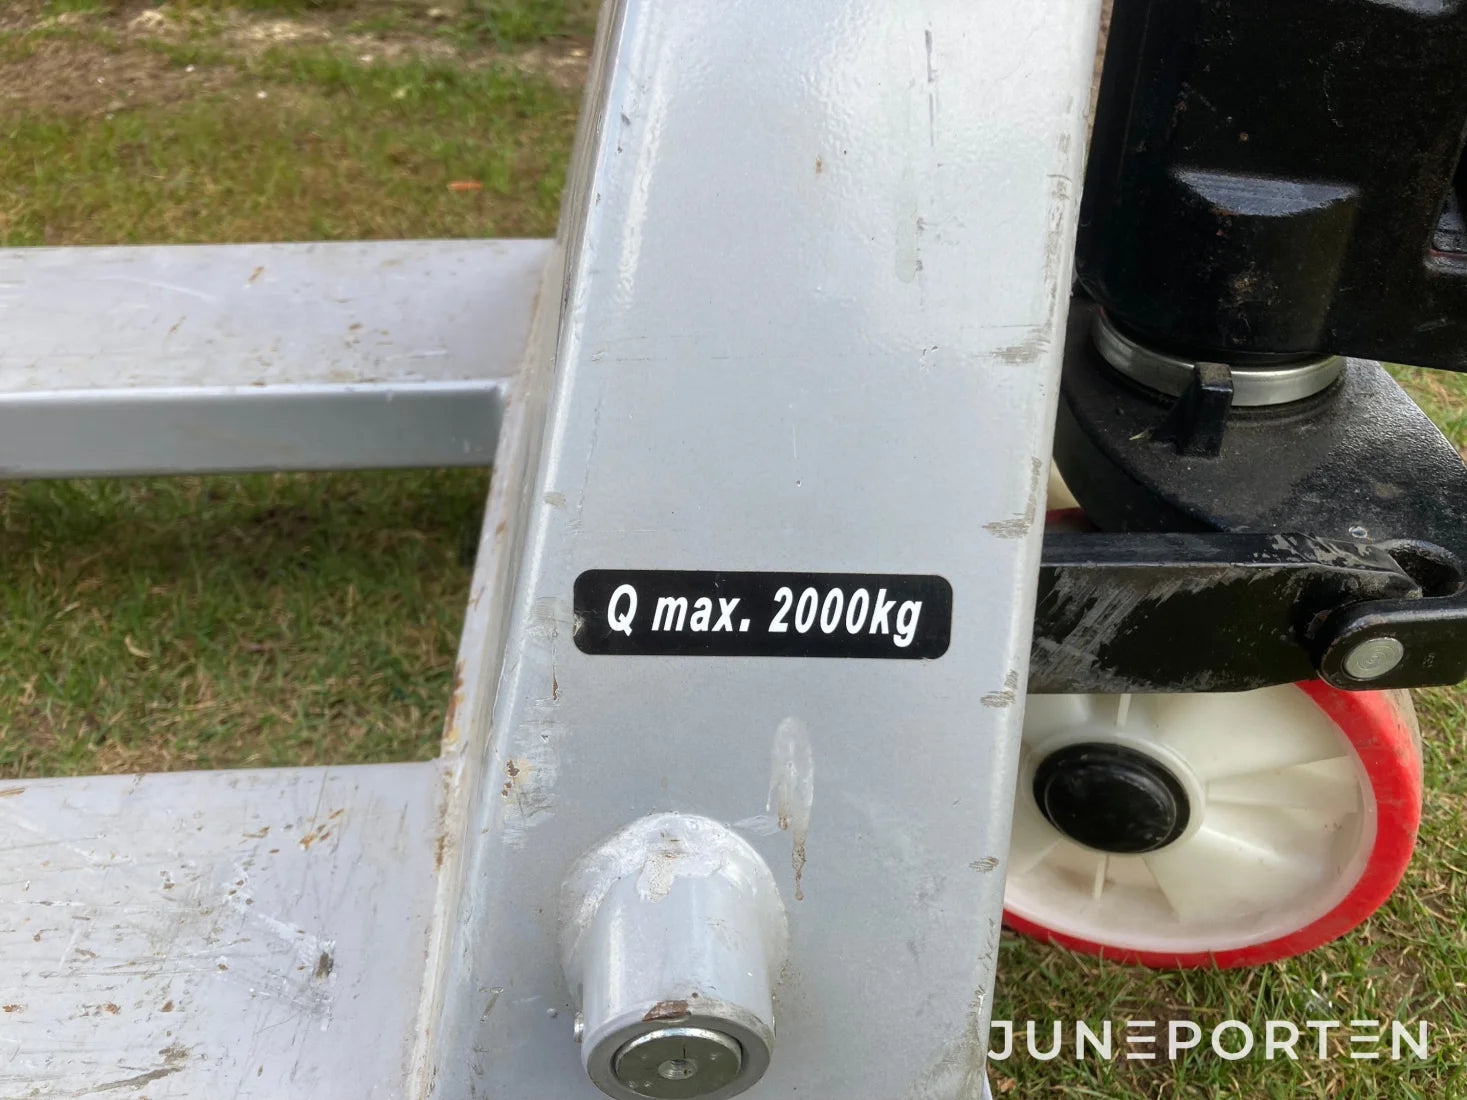 Q max. 2000kg
JUNEPORTEN